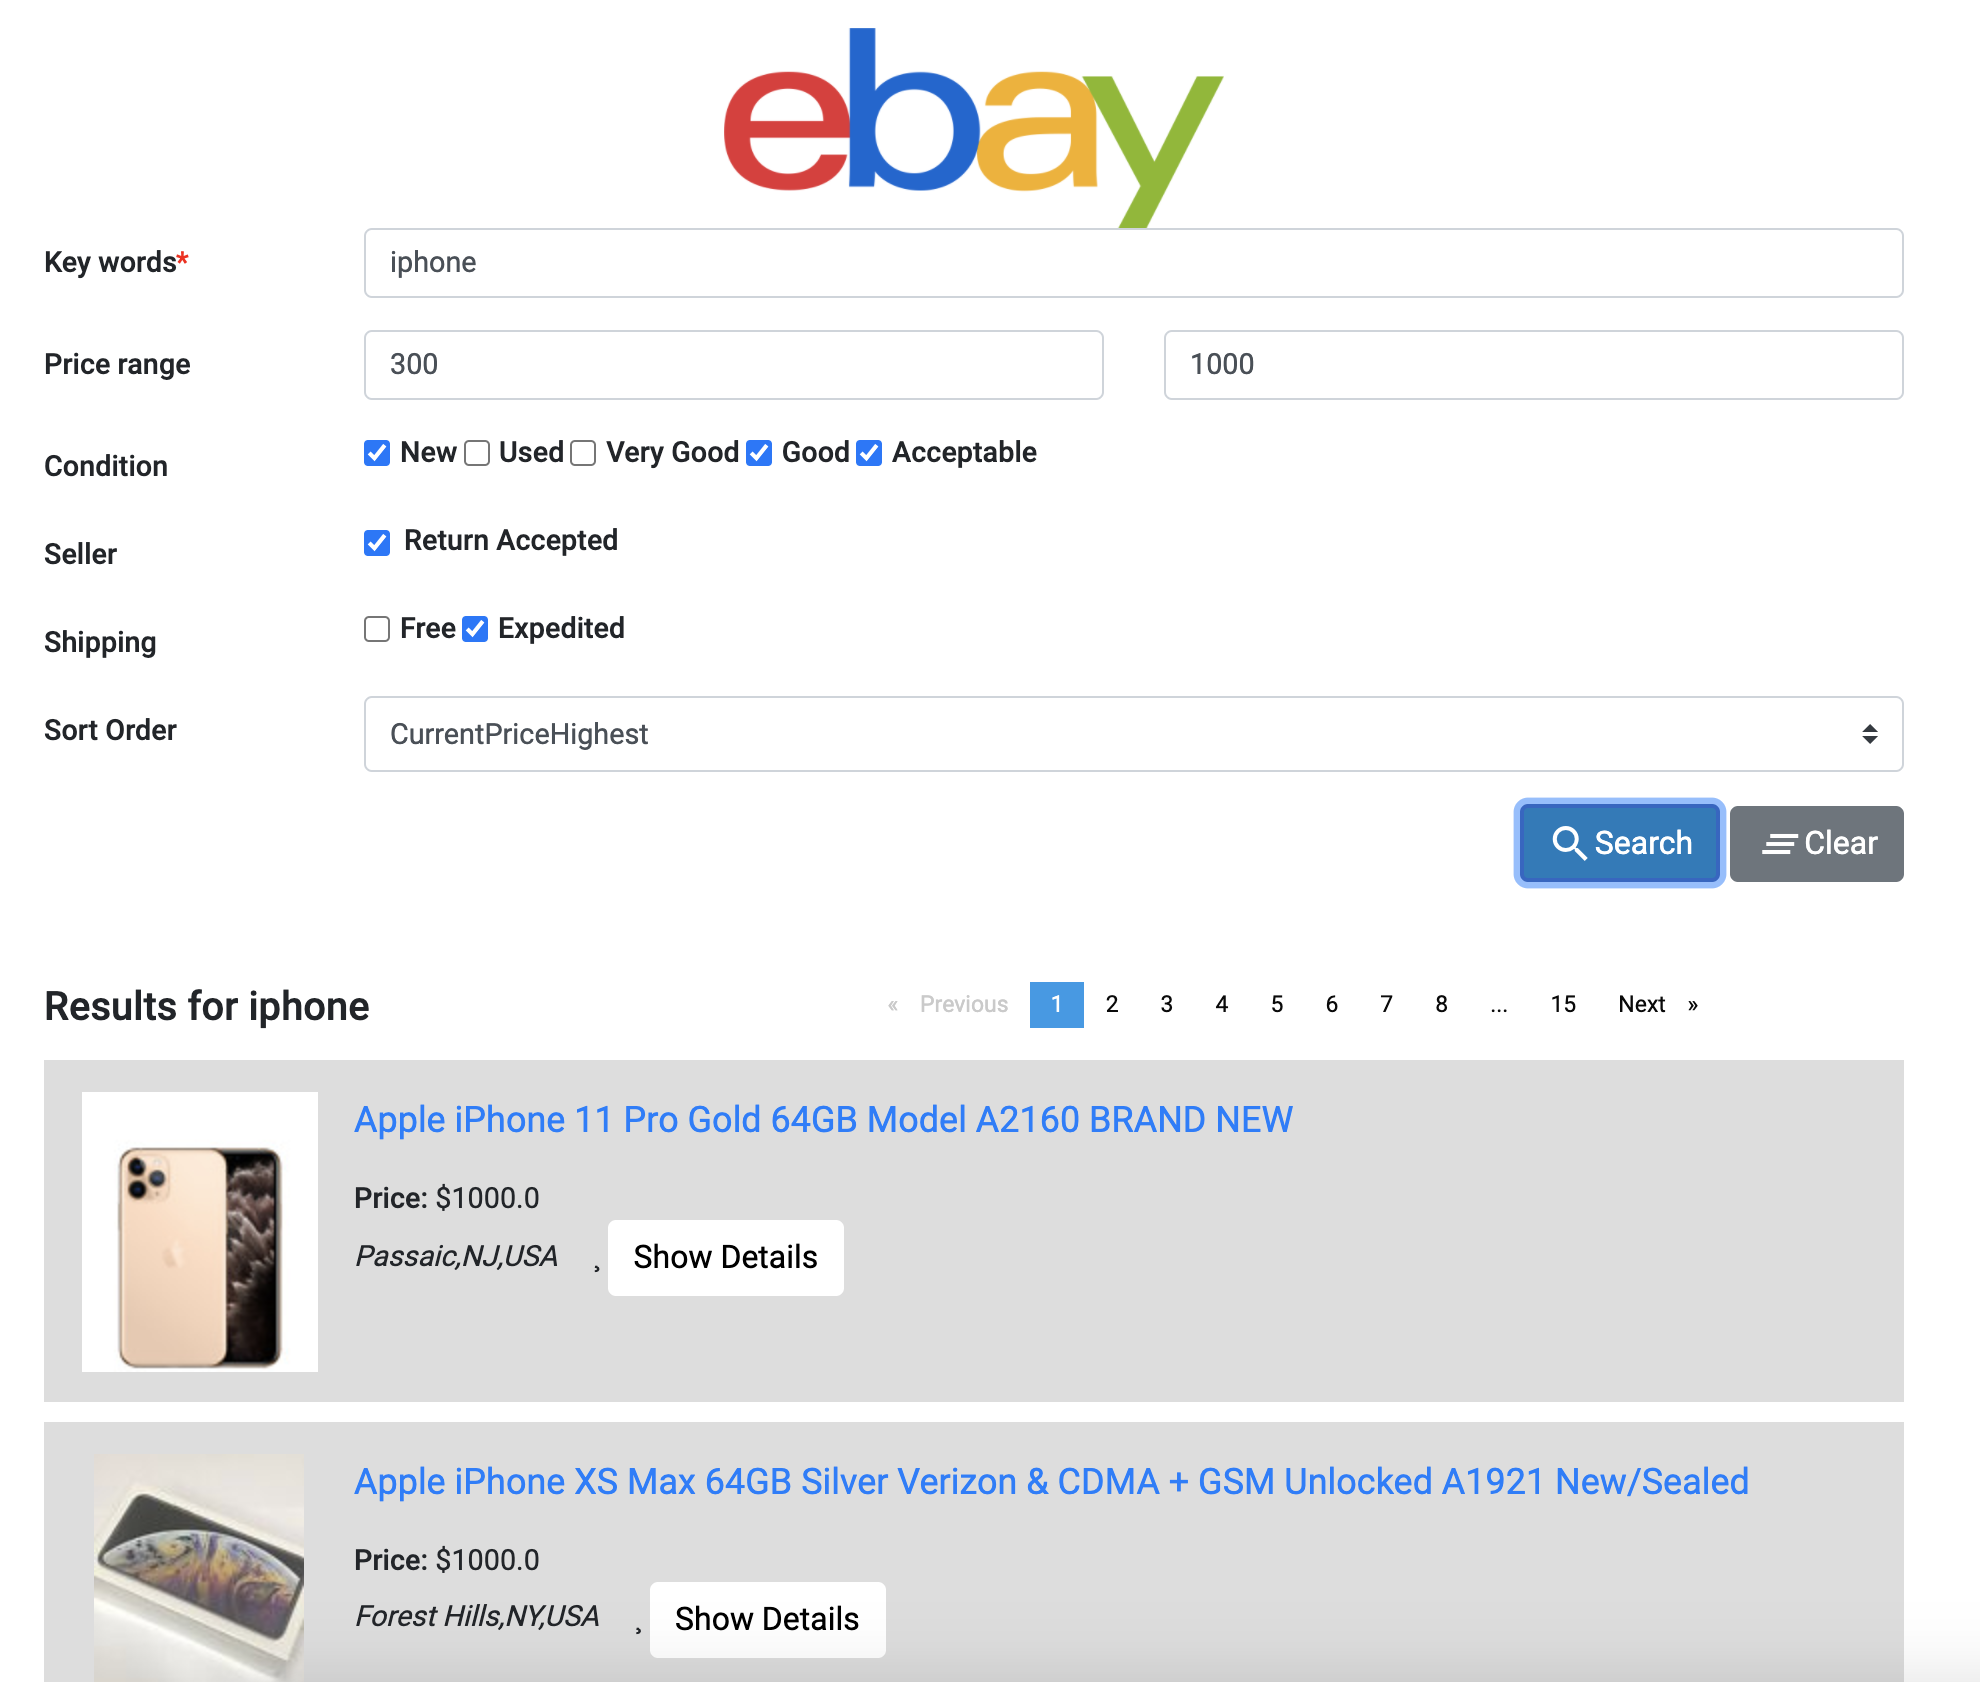 ebay
Key words* iphone
Price range 300 1000
Condition New Used Very Good Good Acceptable
Seller Return Accepted
Shipping Free Expedited
Sort Order CurrentPriceHighest
Search Clear
Results for iphone « Previous 1 2 3 4 5 6 7 8 ... 15 Next »
Apple iPhone 11 Pro Gold 64GB Model A2160 BRAND NEW
Price: $1000.0
Passaic,NJ,USA , Show Details
Apple iPhone XS Max 64GB Silver Verizon & CDMA + GSM Unlocked A1921 New/Sealed
Price: $1000.0
Forest Hills,NY,USA , Show Details